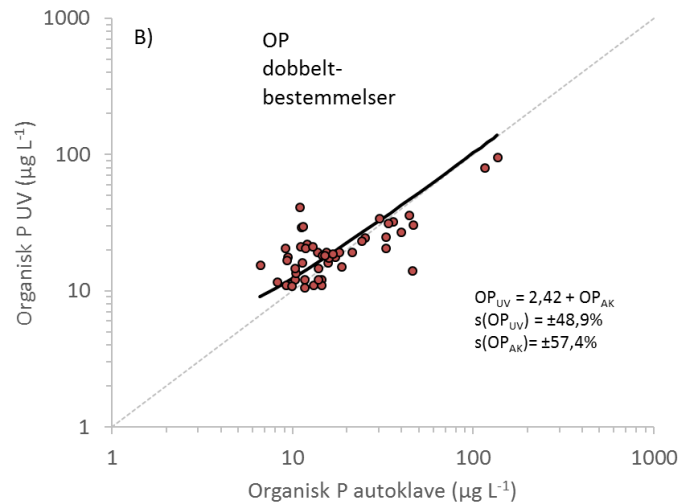 B)
OP
dobbelt-
bestemmelser
1000
100
10
1
Organisk P UV (µg L⁻¹)
OP_UV = 2,42 + OP_AK
s(OP_UV) = ±48,9%
s(OP_AK)= ±57,4%
1
10
100
1000
Organisk P autoklave (µg L⁻¹)